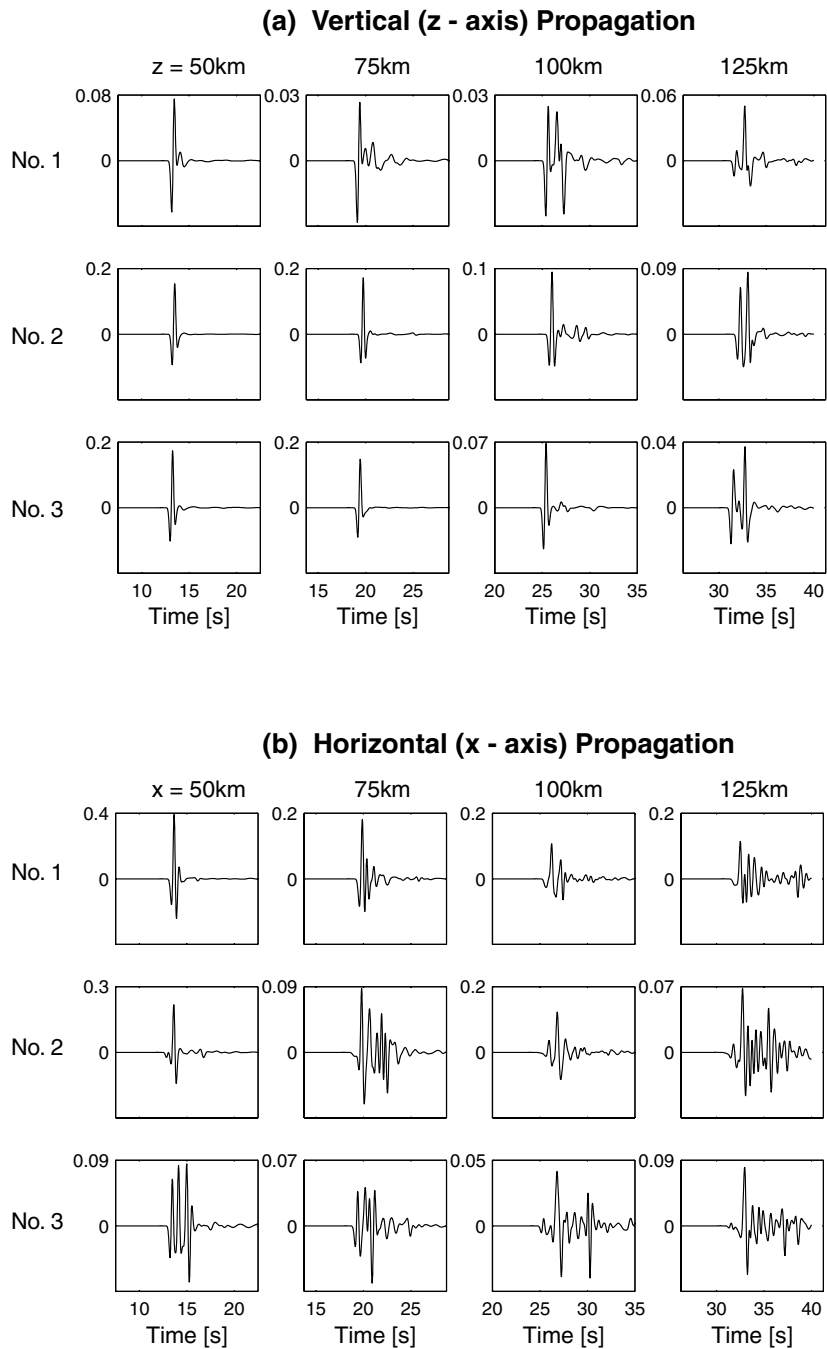 (a) Vertical (z - axis) Propagation
z = 50km 75km 100km 125km
0.08 0.03 0.03 0.06
No. 1 0 0 0 0
0.2 0.2 0.1 0.09
No. 2 0 0 0 0
0.2 0.2 0.07 0.04
No. 3 0 0 0 0
10 15 20 15 20 25 20 25 30 35 30 35 40
Time [s] Time [s] Time [s] Time [s]
(b) Horizontal (x - axis) Propagation
x = 50km 75km 100km 125km
0.4 0.2 0.2 0.2
No. 1 0 0 0 0
0.3 0.09 0.2 0.07
No. 2 0 0 0 0
0.09 0.07 0.05 0.09
No. 3 0 0 0 0
10 15 20 15 20 25 20 25 30 35 30 35 40
Time [s] Time [s] Time [s] Time [s]